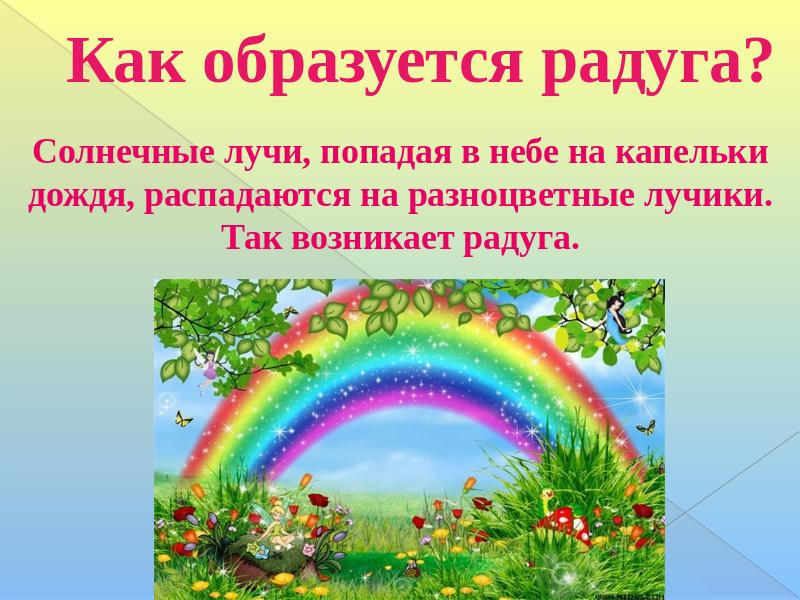 Как образуется радуга?
Солнечные лучи, попадая в небе на капельки
дождя, распадаются на разноцветные лучики.
Так возникает радуга.